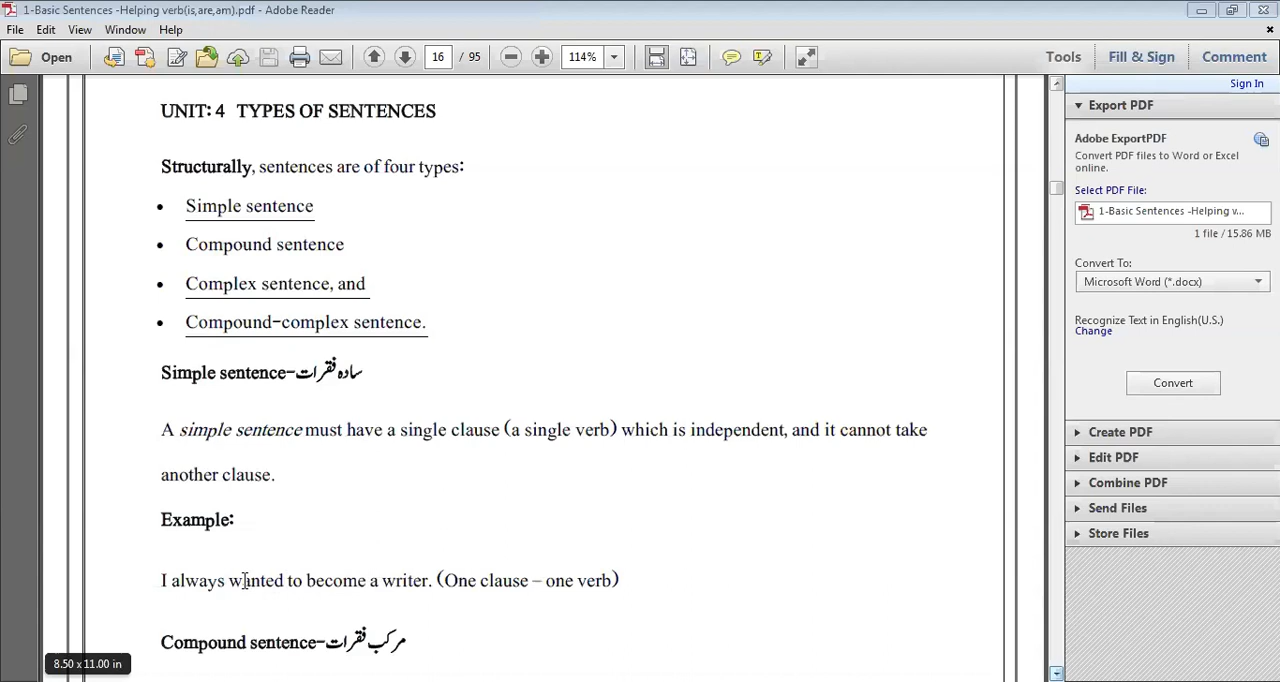 1-Basic Sentences -Helping verb(is,are,am).pdf - Adobe Reader
File Edit View Window Help
Open 16 / 95 114% Tools Fill & Sign Comment
Sign In
Export PDF
Adobe ExportPDF
Convert PDF files to Word or Excel
online.
Select PDF File:
1-Basic Sentences -Helping v...
1 file / 15.86 MB
Convert To:
Microsoft Word (*.docx)
Recognize Text in English(U.S.)
Change
Convert
Create PDF
Edit PDF
Combine PDF
Send Files
Store Files
UNIT: 4 TYPES OF SENTENCES
Structurally, sentences are of four types:
• Simple sentence
• Compound sentence
• Complex sentence, and
• Compound-complex sentence.
Simple sentence-سادہ فقرات
A simple sentence must have a single clause (a single verb) which is independent, and it cannot take
another clause.
Example:
I always wanted to become a writer. (One clause – one verb)
Compound sentence-مرکب فقرات
8.50 x 11.00 in